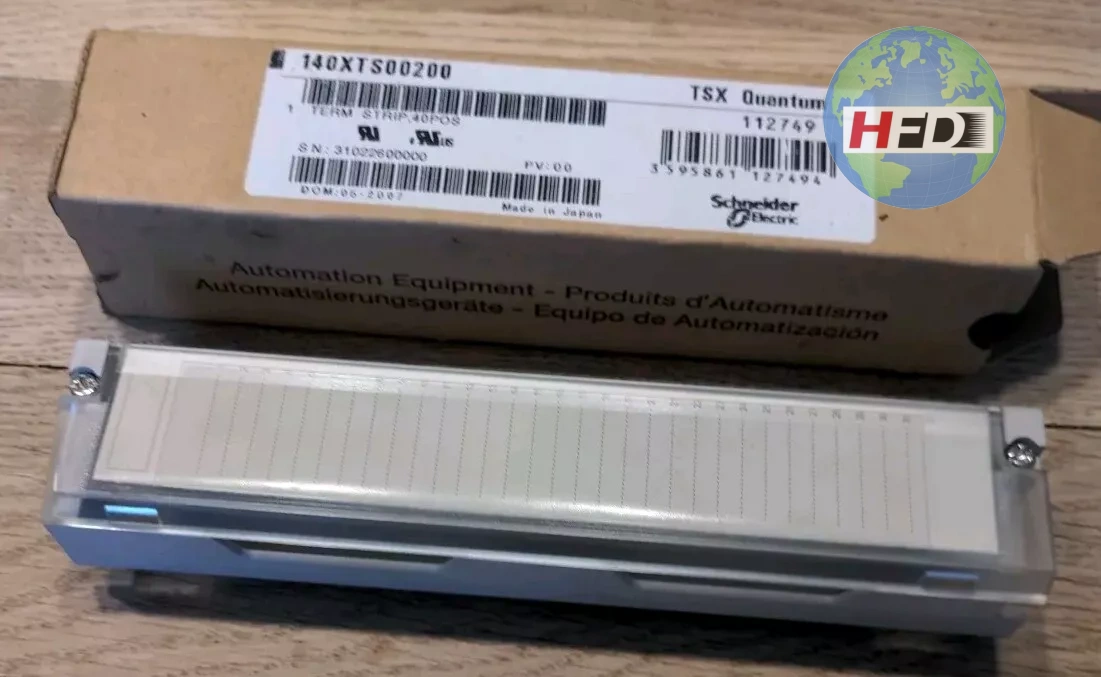 140XTS00200
TSX Quantum
1 TERM STRIP,40POS
112749
S N: 31022600000
PV:00
3 595861 127494
DOM:05-2007
Made in Japan
Schneider
Electric
HFD
Automation Equipment - Produits d'Automatisme
Automatisierungsgeräte - Equipo de Automatización